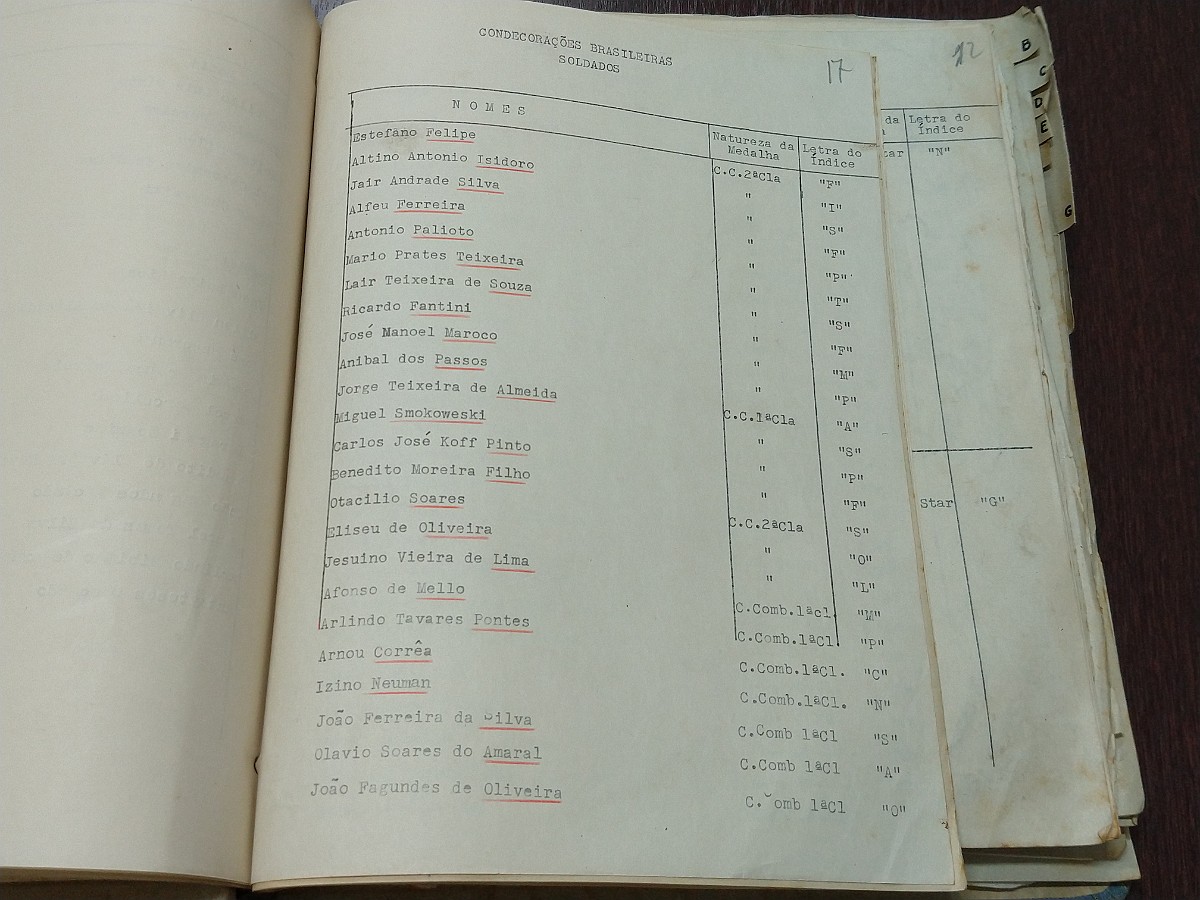 CONDECORAÇÕES BRASILEIRAS
SOLDADOS
17
N O M E S
Natureza da Medalha
Letra do Índice
Estefano Felipe C.C.2ªCla "F"
Altino Antonio Isidoro " "I"
Jair Andrade Silva " "S"
Alfeu Ferreira " "F"
Antonio Palioto " "P"
Mario Prates Teixeira " "T"
Lair Teixeira de Souza " "S"
Ricardo Fantini " "F"
José Manoel Maroco " "M"
Anibal dos Passos " "P"
Jorge Teixeira de Almeida C.C.1ªCla "A"
Miguel Smokoweski " "S"
Carlos José Koff Pinto " "P"
Benedito Moreira Filho " "F"
Otacilio Soares C.C.2ªCla "S"
Eliseu de Oliveira " "O"
Jesuino Vieira de Lima " "L"
Afonso de Mello C.Comb.1ªCl. "M"
Arlindo Tavares Pontes C.Comb.1ªCl. "P"
Arnou Corrêa C.Comb.1ªCl. "C"
Izino Neuman C.Comb.1ªCl. "N"
João Ferreira da Silva C.Comb 1ªCl "S"
Olavio Soares do Amaral C.Comb 1ªCl "A"
João Fagundes de Oliveira C.Comb 1ªCl "O"
12
da
Letra do Índice
zar "N"
Star "G"
B
C
D
E
G